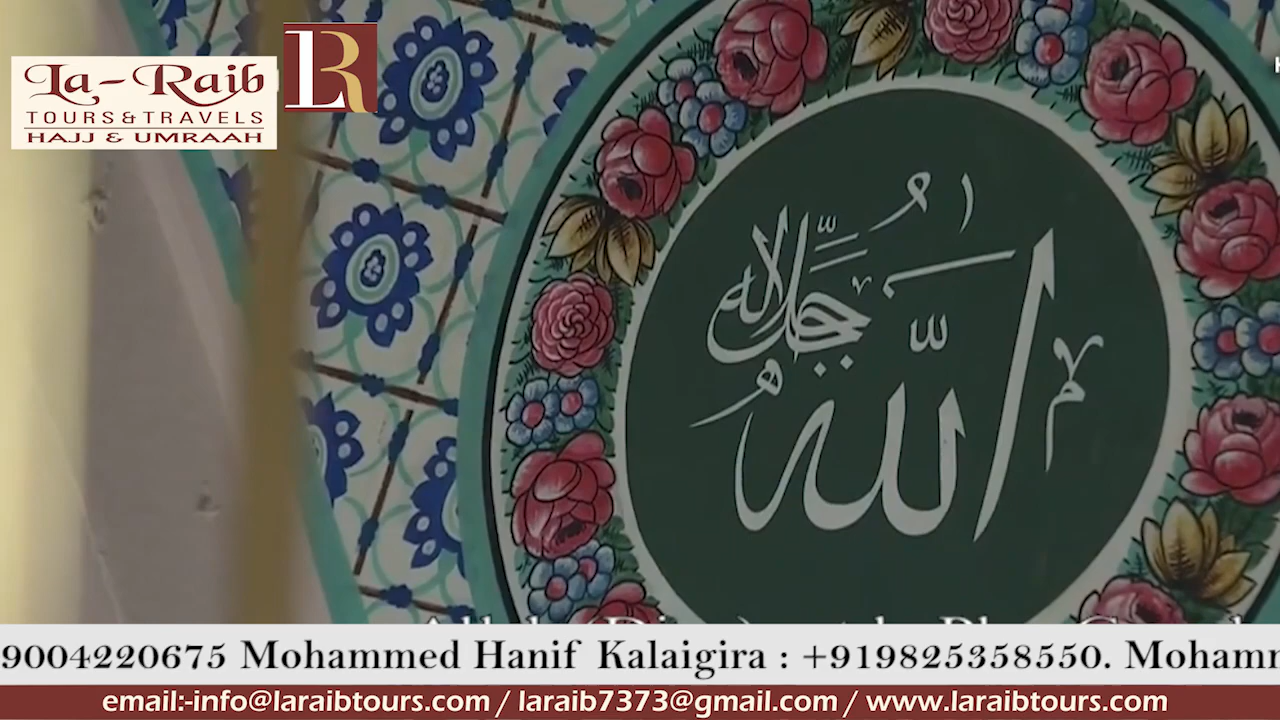 La-Raib
TOURS & TRAVELS
HAJJ & UMRAAH
LR
الله
جل جلاله
9004220675 Mohammed Hanif Kalaigira : +919825358550. Moham
email:-info@laraibtours.com / laraib7373@gmail.com / www.laraibtours.com